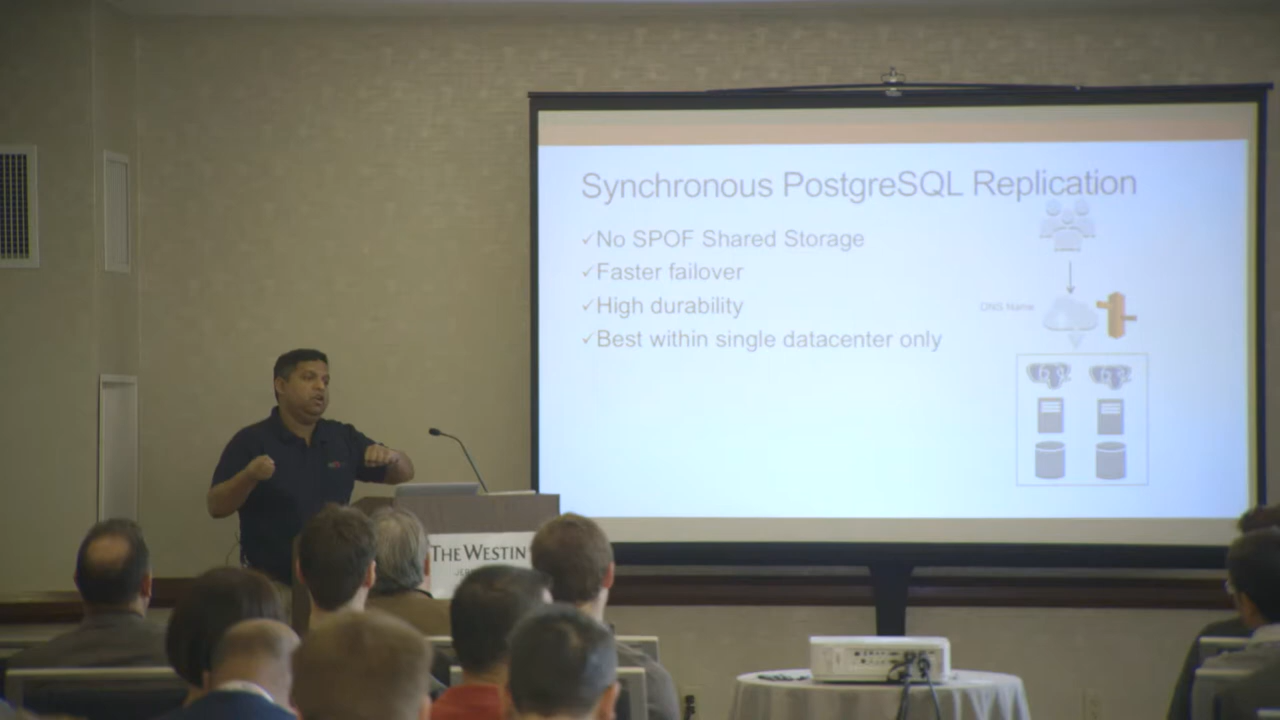 Synchronous PostgreSQL Replication
✓No SPOF Shared Storage
✓Faster failover
✓High durability
✓Best within single datacenter only
DNS Name
THE WESTIN